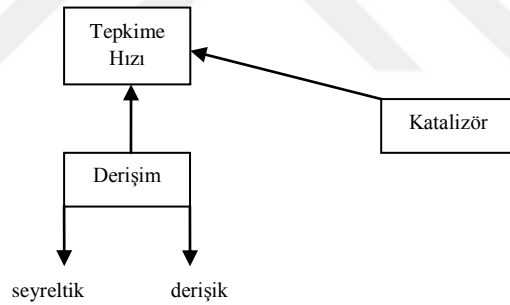 Tepkime
Hızı
Katalizör
Derişim
seyreltik
derişik